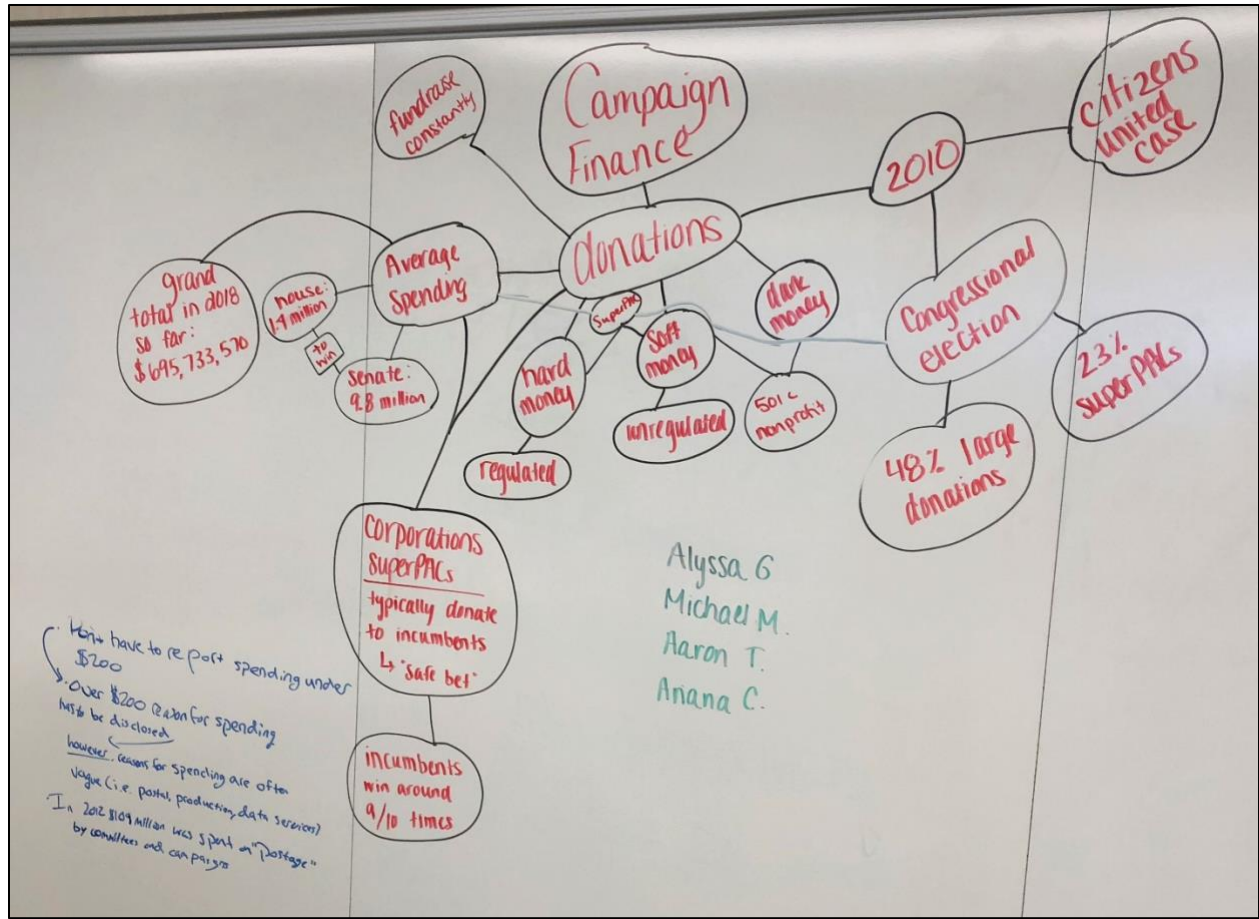 Campaign
Finance
fundraise
constantly
citizens
united
case
2010
donations
Average
Spending
grand
total in 2018
so far:
$695,733,570
house:
1.4 million
to
win
senate:
9.8 million
SuperPAC
hard
money
regulated
soft
money
unregulated
dark
money
501c
nonprofit
Congressional
election
23%
superPACs
48% large
donations
corporations
superPACs
typically donate
to incumbents
↳ "safe bet"
incumbents
win around
9/10 times
Alyssa G
Michael M.
Aaron T.
Ariana C.
have to report spending under
$200
Over $200 reason for spending
has to be disclosed
however, reasons for spending are often
vague (i.e. postal, production, data services)
In 2012 $109 million was spent on "postage"
by committees and campaigns